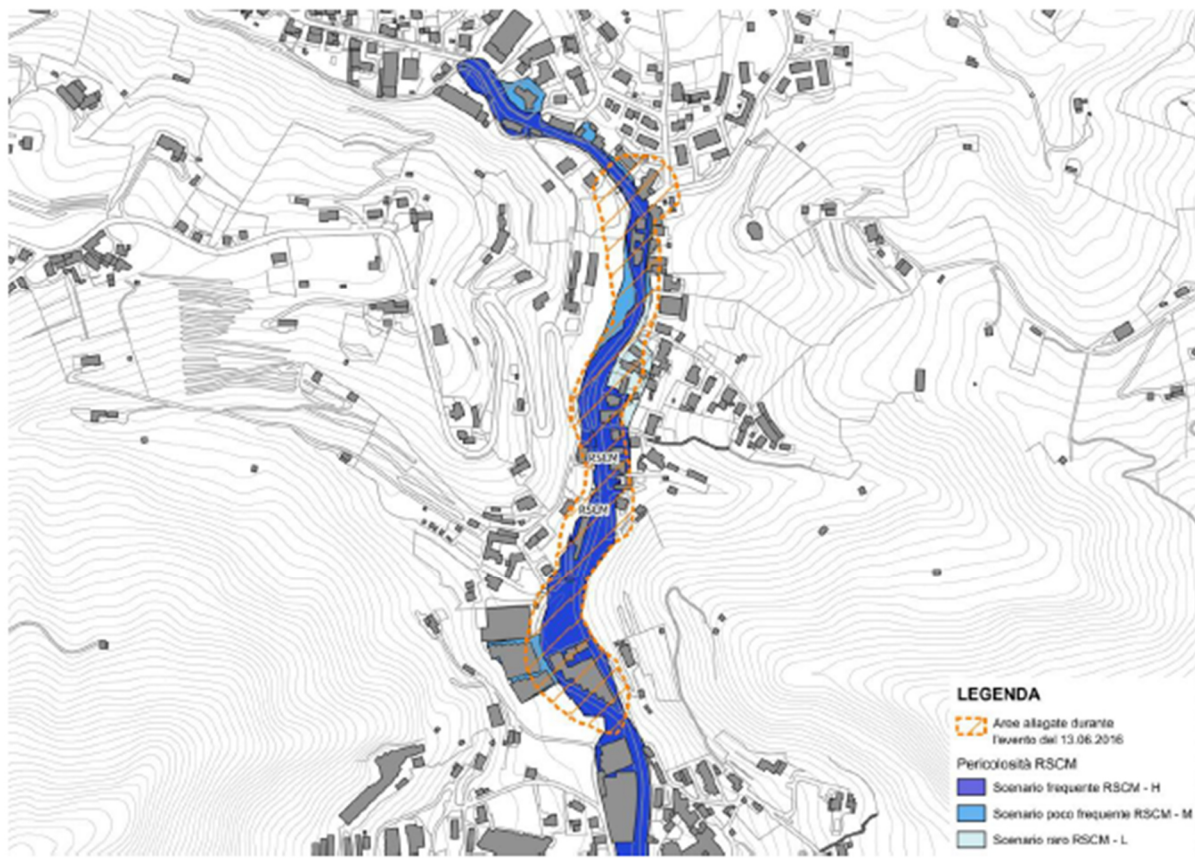 RSCM
RSCM
LEGENDA
Aree allagate durante
l'evento del 13.06.2016
Pericolosità RSCM
Scenario frequente RSCM - H
Scenario poco frequente RSCM - M
Scenario raro RSCM - L